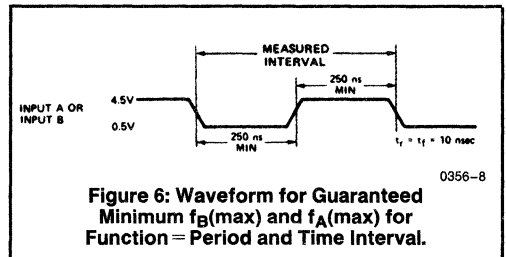 MEASURED
INTERVAL
250 ns
MIN
INPUT A OR
INPUT B
4.5V
0.5V
250 ns
MIN
tr = tf = 10 nsec
0356-8
Figure 6: Waveform for Guaranteed
Minimum fB(max) and fA(max) for
Function = Period and Time Interval.